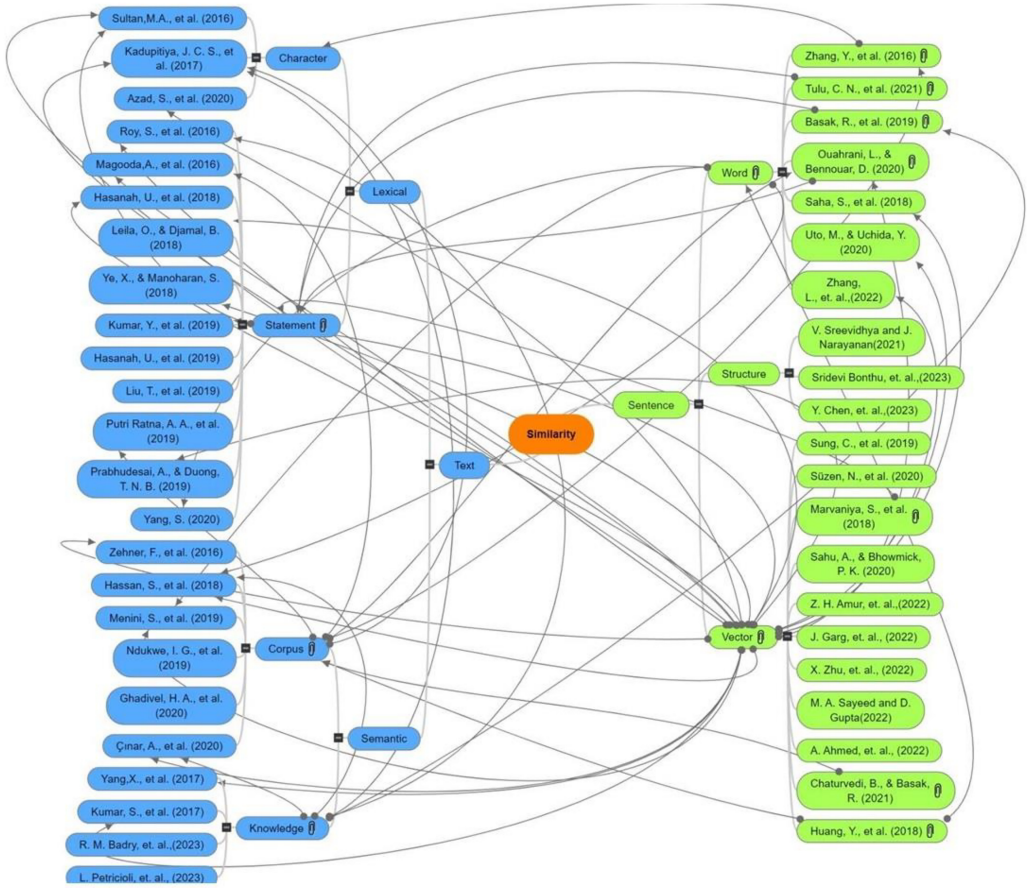 Sultan,M.A., et al. (2016)
Kadupitiya, J. C. S., et
al. (2017)
Azad, S., et al. (2020)
Character
Roy, S., et al. (2016)
Magooda,A., et al. (2016)
Hasanah, U., et al. (2018)
Leila, O., & Djamal, B.
(2018)
Ye, X., & Manoharan, S.
(2018)
Kumar, Y., et al. (2019)
Hasanah, U., et al. (2019)
Liu, T., et al. (2019)
Putri Ratna, A. A., et al.
(2019)
Prabhudesai, A., & Duong,
T. N. B. (2019)
Yang, S. (2020)
Statement
Lexical
Zehner, F., et al. (2016)
Hassan, S., et al. (2018)
Menini, S., et al. (2019)
Ndukwe, I. G., et al.
(2019)
Ghadivel, H. A., et al.
(2020)
Çınar, A., et al. (2020)
Corpus
Yang,X., et al. (2017)
Kumar, S., et al. (2017)
R. M. Badry, et. al.,(2023)
L. Petricioli, et. al., (2023)
Knowledge
Semantic
Text
Similarity
Sentence
Word
Structure
Vector
Zhang, Y., et al. (2016)
Tulu, C. N., et al. (2021)
Basak, R., et al. (2019)
Ouahrani, L., &
Bennouar, D. (2020)
Saha, S., et al. (2018)
Uto, M., & Uchida, Y.
(2020)
Zhang,
L., et. al.,(2022)
V. Sreevidhya and J.
Narayanan(2021)
Sridevi Bonthu, et. al.,(2023)
Y. Chen, et. al.,(2023)
Sung, C., et al. (2019)
Süzen, N., et al. (2020)
Marvaniya, S., et al.
(2018)
Sahu, A., & Bhowmick,
P. K. (2020)
Z. H. Amur, et. al.,(2022)
J. Garg, et. al., (2022)
X. Zhu, et. al., (2022)
M. A. Sayeed and D.
Gupta(2022)
A. Ahmed, et. al., (2022)
Chaturvedi, B., & Basak,
R. (2021)
Huang, Y., et al. (2018)